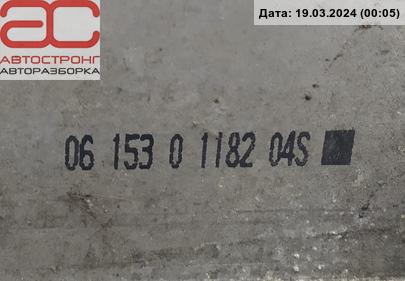 Дата: 19.03.2024 (00:05)
АС
АВТОСТРОНГ
АВТОРАЗБОРКА
06 153 0 1182 04S